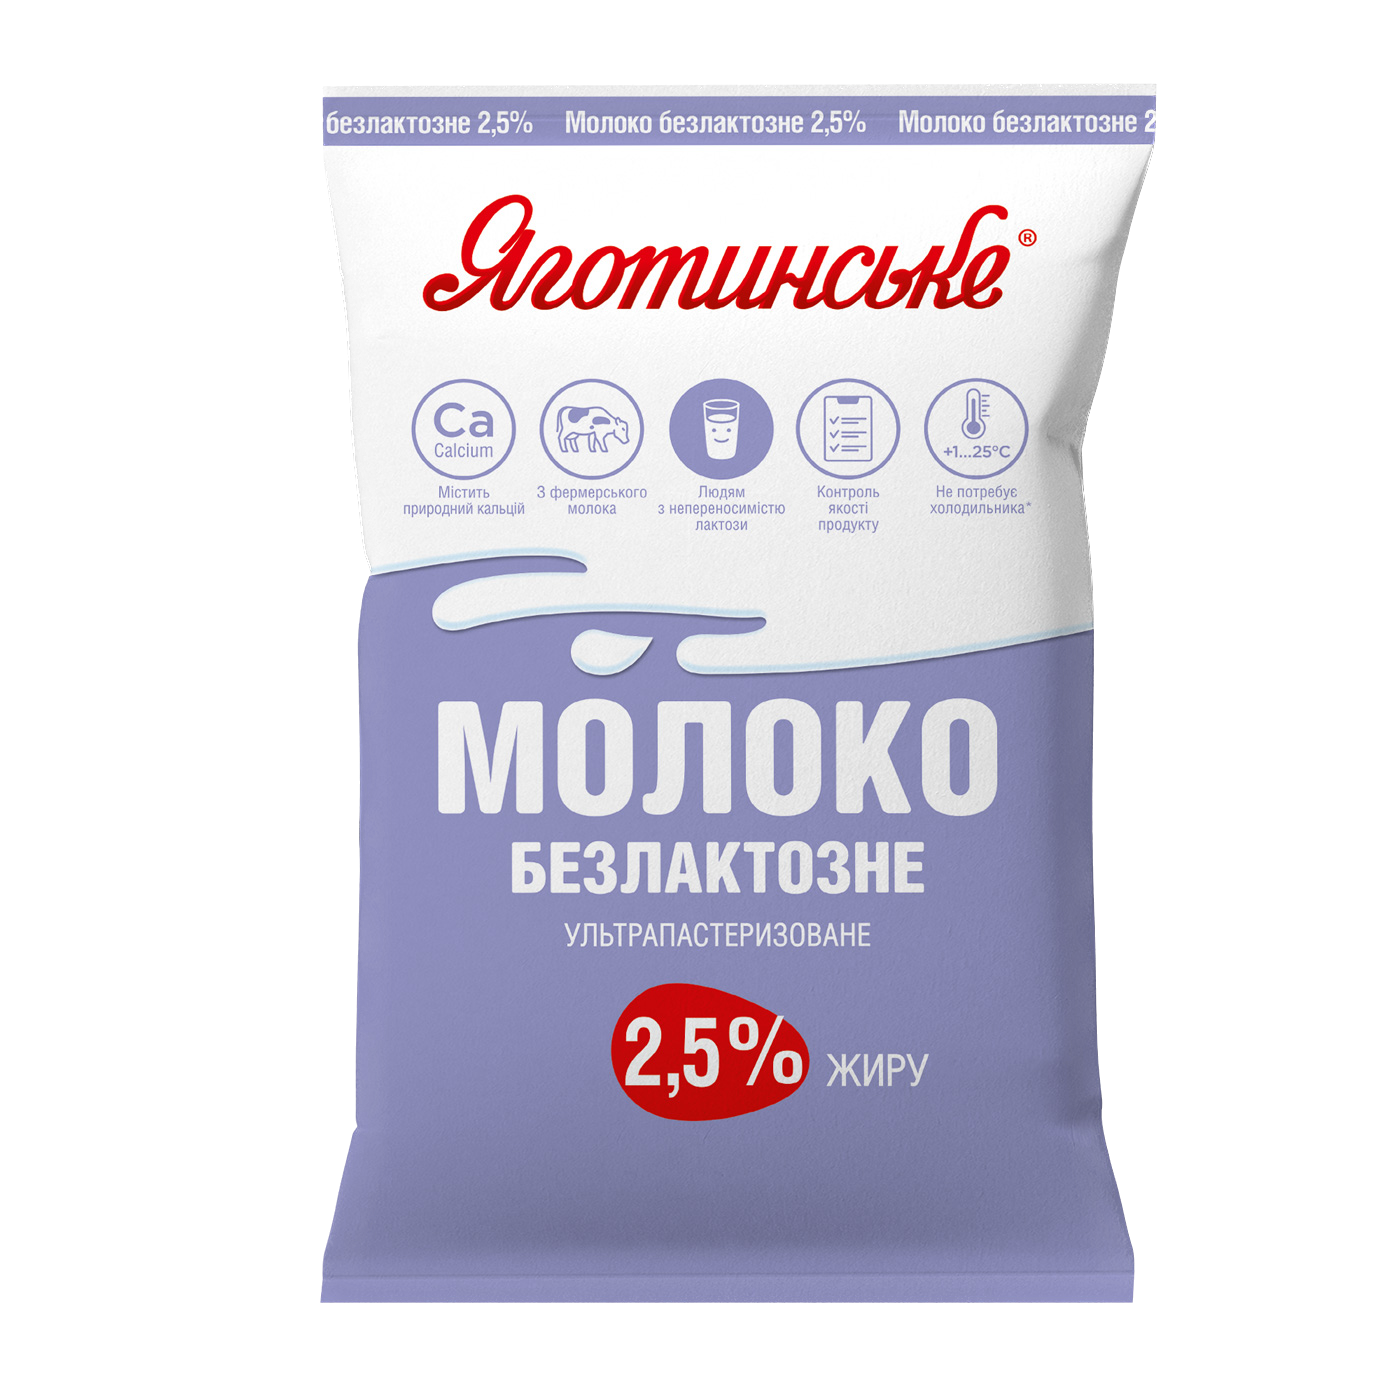 безлактозне 2,5% Молоко безлактозне 2,5% Молоко безлактозне 2
Яготинське®
Ca
Calcium
+1...25°C
Містить
природний кальцій
З фермерського
молока
Людям
з непереносимістю
лактози
Контроль
якості
продукту
Не потребує
холодильника*
МОЛОКО
БЕЗЛАКТОЗНЕ
УЛЬТРАПАСТЕРИЗОВАНЕ
2,5% ЖИРУ